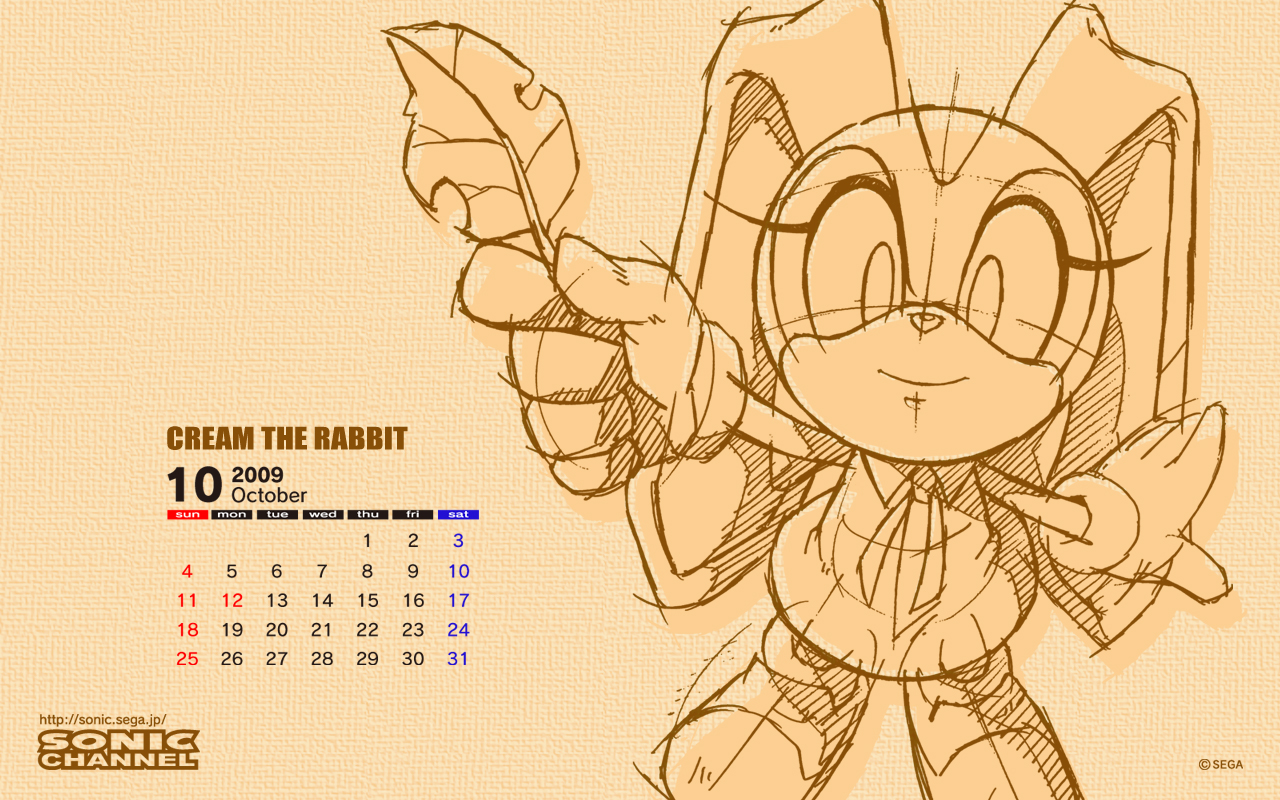 CREAM THE RABBIT
10 2009
October
sun mon tue wed thu fri sat
1 2 3
4 5 6 7 8 9 10
11 12 13 14 15 16 17
18 19 20 21 22 23 24
25 26 27 28 29 30 31
http://sonic.sega.jp/
SONIC
CHANNEL
©SEGA